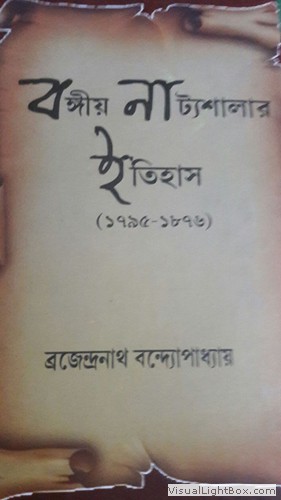 বঙ্গীয় নাট্যশালার
ইতিহাস
(১৭৯৫-১৮৭৬)
ব্রজেন্দ্রনাথ বন্দ্যোপাধ্যায়
VisualLightBox.com